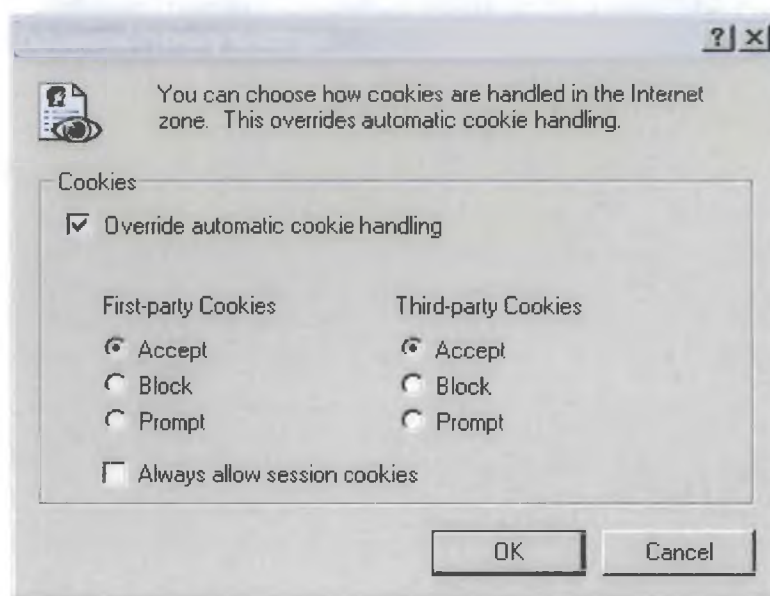 ? ×
You can choose how cookies are handled in the Internet
zone. This overrides automatic cookie handling.
Cookies
Override automatic cookie handling
First-party Cookies Third-party Cookies
Accept Accept
Block Block
Prompt Prompt
Always allow session cookies
OK Cancel